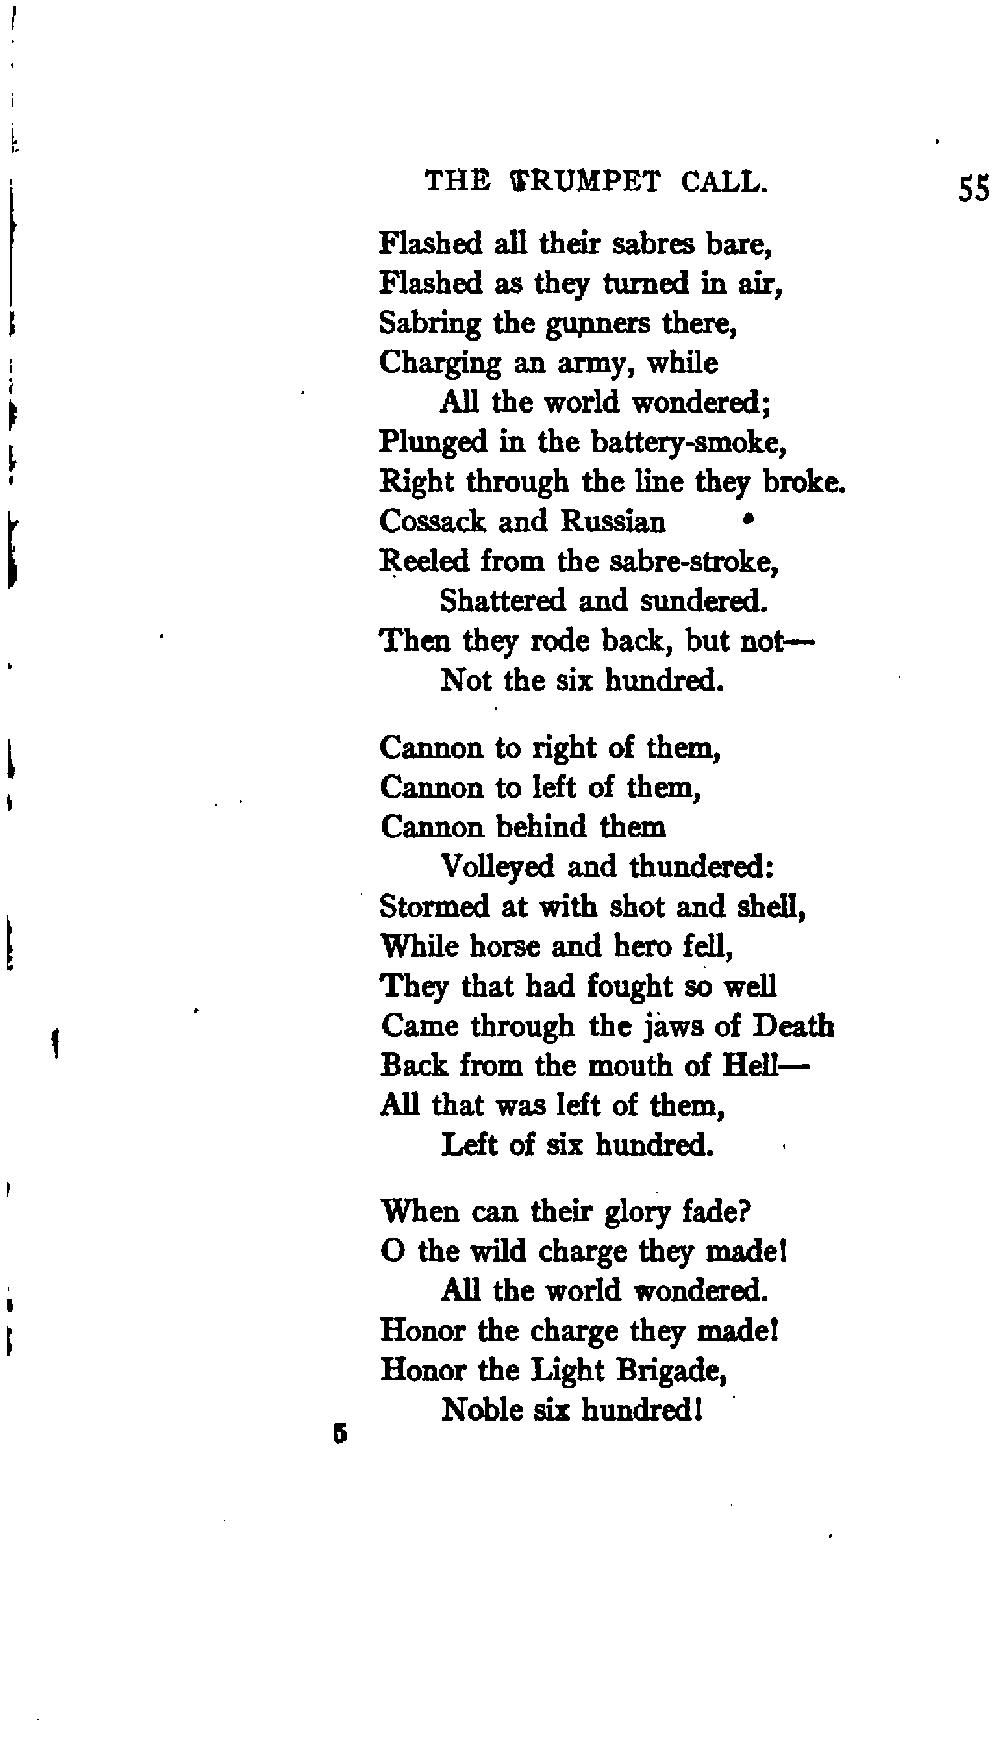 THE TRUMPET CALL. 55
Flashed all their sabres bare,
Flashed as they turned in air,
Sabring the gunners there,
Charging an army, while
All the world wondered;
Plunged in the battery-smoke,
Right through the line they broke.
Cossack and Russian
Reeled from the sabre-stroke,
Shattered and sundered.
Then they rode back, but not—
Not the six hundred.
Cannon to right of them,
Cannon to left of them,
Cannon behind them
Volleyed and thundered:
Stormed at with shot and shell,
While horse and hero fell,
They that had fought so well
Came through the jaws of Death
Back from the mouth of Hell—
All that was left of them,
Left of six hundred.
When can their glory fade?
O the wild charge they made!
All the world wondered.
Honor the charge they made!
Honor the Light Brigade,
Noble six hundred!
5